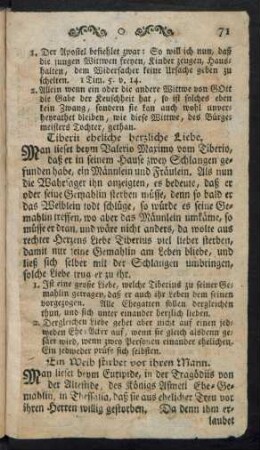 71
1. Der Apostel befiehlet zwar: So will ich nun, daß
die jungen Wittwen freyen, Kinder zeugen, Haus
halten, dem Widersacher keine Ursache geben zu
schelten. 1 Tim. 5. v. 14.
2. Allein wenn ein oder die andere Wittwe von GOtt
die Gabe der Keuschheit hat, so ist solches eben
kein Zwang, sondern sie kan auch wohl unver-
heyrathet bleiben, wie diese Wittwe, des Bürge
meisters Tochter, gethan.
Tiberii eheliche herzliche Liebe.
Man lieset beym Valerio Maximo vom Tiberio,
daß er in seinem Hause zwey Schlangen ge-
funden habe, ein Männlein und Fräulein. Als nun
die Wahrsager ihn anzeigten, es bedeute, daß er
oder seine Gemahlin sterben müsse, denn so bald er
das Weiblein todt schlüge, so würde es seine Ge-
mahlin treffen, wo aber das Männlein umkäme, so
müsse er dran, und wäre nicht anders, da wolte aus
rechter Herzens Liebe Tiberius viel lieber sterben,
damit nur seine Gemahlin am Leben bliebe, und
ließ sich selber mit der Schlangen umbringen,
solche Liebe trug er zu ihr.
1. Ist eine große Liebe, welche Tiberius zu seiner Ge-
mahlin getragen, daß er auch ihr Leben dem seinen
vorgezogen. Alle Ehegatten sollen dergleichen
thun, und sich unter einander herzlich lieben.
2. Dergleichen Liebe gehet aber nicht auf einen jed-
weden Ehe-Gatten auf, wenn sie gleich alsdenn ge-
fället wird, wenn zwey Personen einander ehelichen.
Ein jedweder prüfe sich selbsten.
Ein Weib stirbet vor ihren Mann.
Man lieset beym Euripide, in der Tragödus von
der Altestide, des Königs Asmeti Ehe-Ge-
mahlin, in Thessalia, daß sie aus ehelicher Treu vor
ihren Herren willig gestorben. Da denn ihm er-
laubet